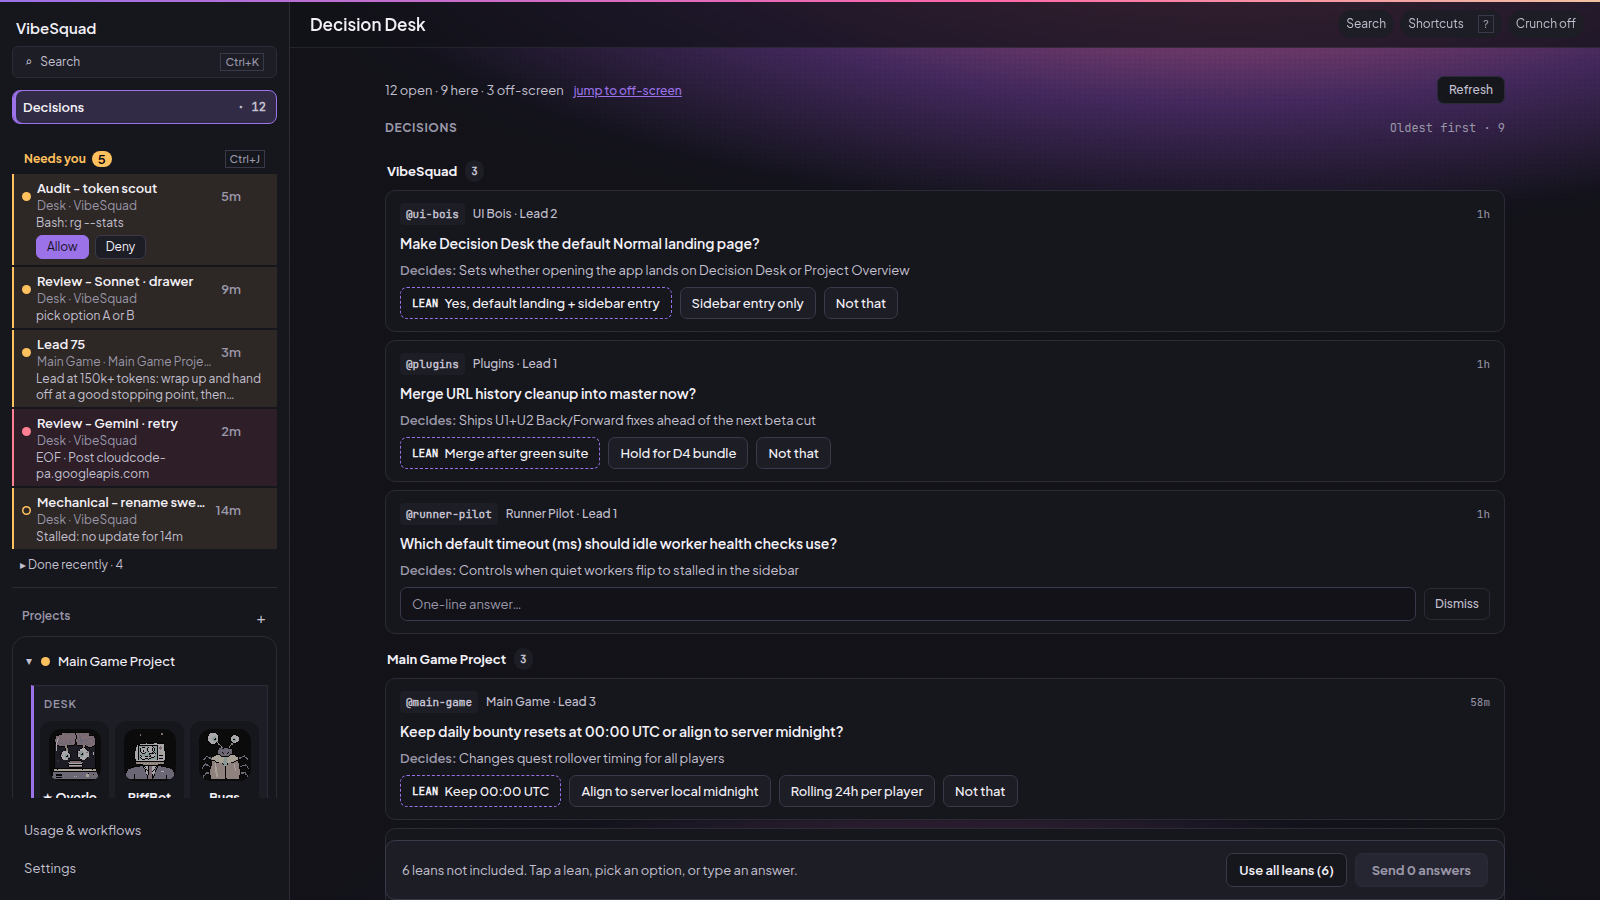 VibeSquad
Search Ctrl+K
Decisions · 12
Needs you 5 Ctrl+J
Audit – token scout 5m
Desk · VibeSquad
Bash: rg --stats
Allow Deny
Review – Sonnet · drawer 9m
Desk · VibeSquad
pick option A or B
Lead 75 3m
Main Game · Main Game Proje…
Lead at 150k+ tokens: wrap up and hand
off at a good stopping point, then…
Review – Gemini · retry 2m
Desk · VibeSquad
EOF · Post cloudcode-
pa.googleapis.com
Mechanical – rename swe… 14m
Desk · VibeSquad
Stalled: no update for 14m
▸ Done recently · 4
Projects +
▾ Main Game Project
DESK
★ Overlo… RiffBot Bugs
Usage & workflows
Settings
Decision Desk
Search Shortcuts ? Crunch off
12 open · 9 here · 3 off-screen jump to off-screen Refresh
DECISIONS Oldest first · 9
VibeSquad 3
@ui-bois UI Bois · Lead 2 1h
Make Decision Desk the default Normal landing page?
Decides: Sets whether opening the app lands on Decision Desk or Project Overview
LEAN Yes, default landing + sidebar entry Sidebar entry only Not that
@plugins Plugins · Lead 1 1h
Merge URL history cleanup into master now?
Decides: Ships U1+U2 Back/Forward fixes ahead of the next beta cut
LEAN Merge after green suite Hold for D4 bundle Not that
@runner-pilot Runner Pilot · Lead 1 1h
Which default timeout (ms) should idle worker health checks use?
Decides: Controls when quiet workers flip to stalled in the sidebar
One-line answer… Dismiss
Main Game Project 3
@main-game Main Game · Lead 3 58m
Keep daily bounty resets at 00:00 UTC or align to server midnight?
Decides: Changes quest rollover timing for all players
LEAN Keep 00:00 UTC Align to server local midnight Rolling 24h per player Not that
6 leans not included. Tap a lean, pick an option, or type an answer. Use all leans (6) Send 0 answers